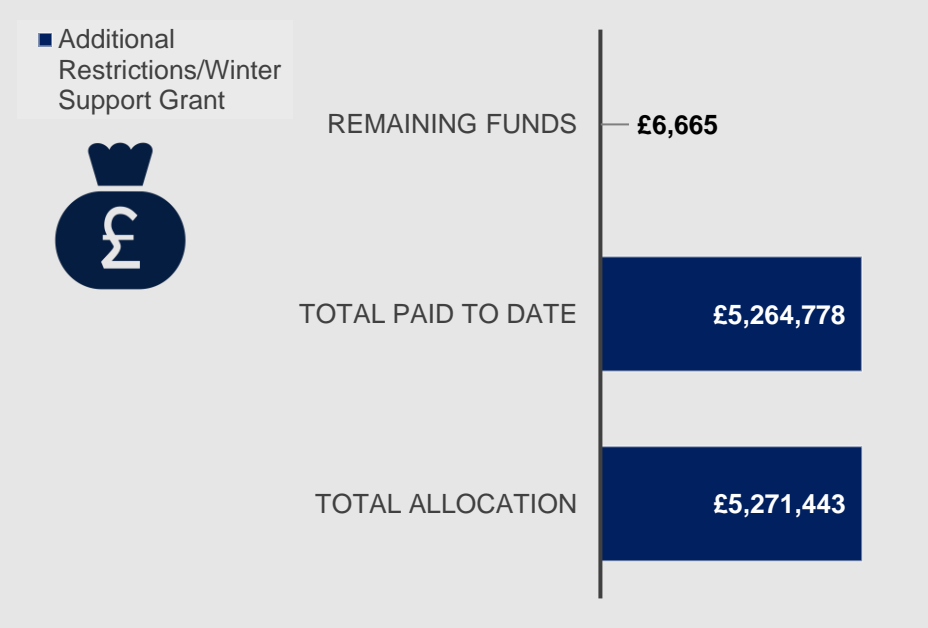 Additional
Restrictions/Winter
Support Grant
£
REMAINING FUNDS £6,665
TOTAL PAID TO DATE £5,264,778
TOTAL ALLOCATION £5,271,443